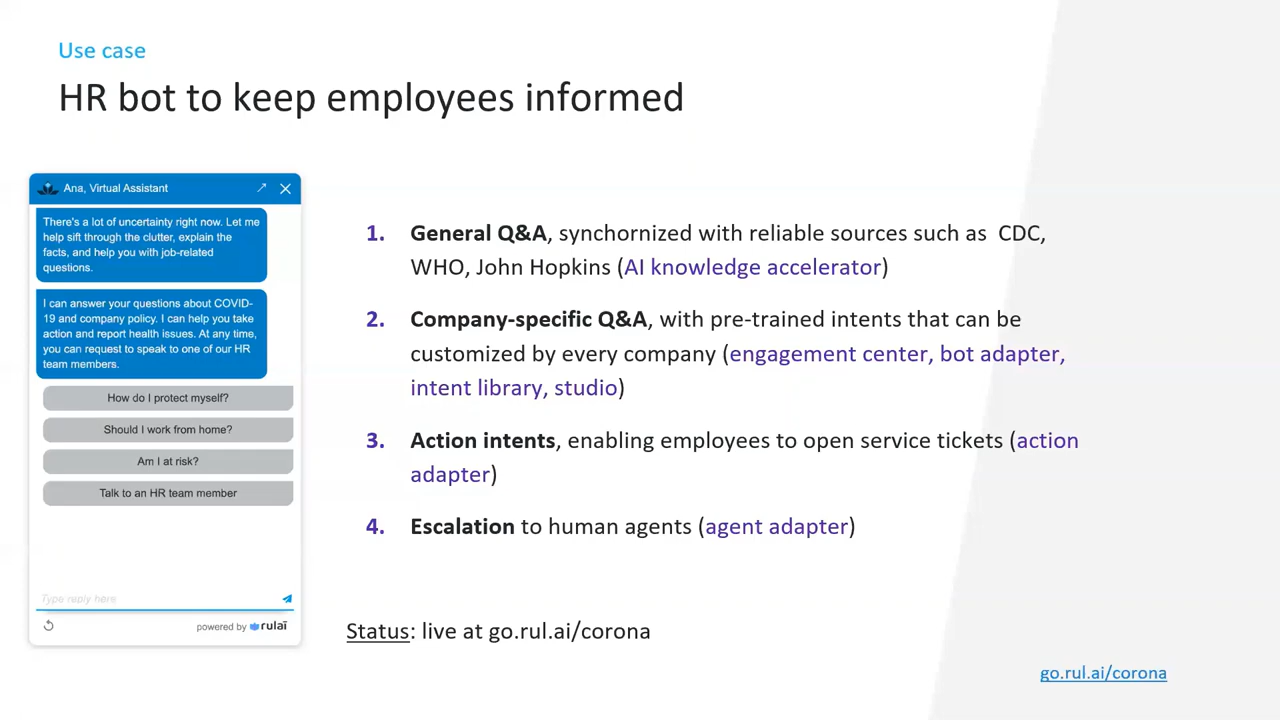 Use case
HR bot to keep employees informed
Ana, Virtual Assistant
There's a lot of uncertainty right now. Let me
help sift through the clutter, explain the
facts, and help you with job-related
questions.
I can answer your questions about COVID-
19 and company policy. I can help you take
action and report health issues. At any time,
you can request to speak to one of our HR
team members.
How do I protect myself?
Should I work from home?
Am I at risk?
Talk to an HR team member
Type reply here
powered by rulai
1. General Q&A, synchornized with reliable sources such as CDC,
WHO, John Hopkins (AI knowledge accelerator)
2. Company-specific Q&A, with pre-trained intents that can be
customized by every company (engagement center, bot adapter,
intent library, studio)
3. Action intents, enabling employees to open service tickets (action
adapter)
4. Escalation to human agents (agent adapter)
Status: live at go.rul.ai/corona
go.rul.ai/corona